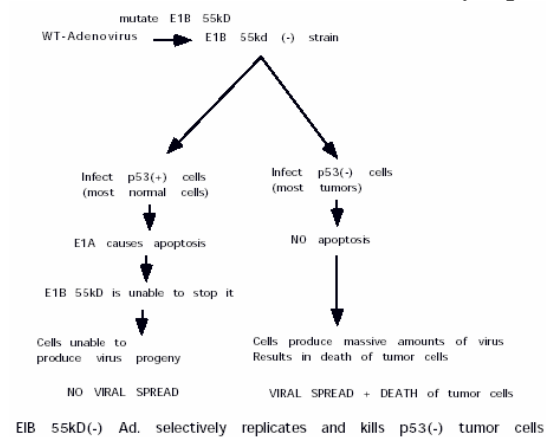 mutate E1B 55kD
WT-Adenovirus E1B 55kd (-) strain
Infect p53(+) cells
(most normal cells)
E1A causes apoptosis
E1B 55kD is unable to stop it
Cells unable to
produce virus progeny
NO VIRAL SPREAD
Infect p53(-) cells
(most tumors)
NO apoptosis
Cells produce massive amounts of virus
Results in death of tumor cells
VIRAL SPREAD + DEATH of tumor cells
EIB 55kD(-) Ad. selectively replicates and kills p53(-) tumor cells